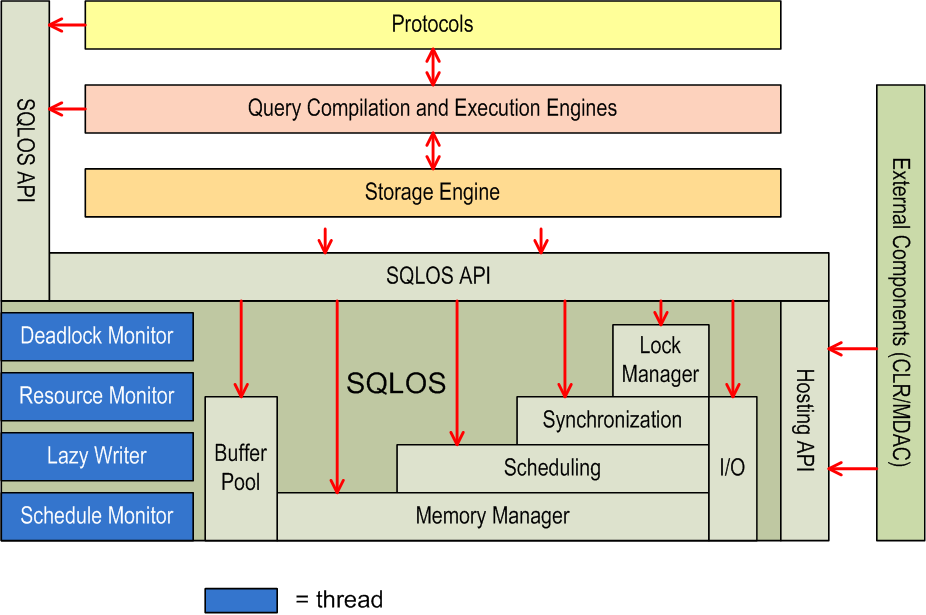 Protocols
SQLOS API
Query Compilation and Execution Engines
Storage Engine
External Components (CLR/MDAC)
SQLOS API
Deadlock Monitor
Resource Monitor
Lazy Writer
Schedule Monitor
SQLOS
Buffer
Pool
Lock
Manager
Synchronization
Scheduling
Memory Manager
I/O
Hosting API
= thread